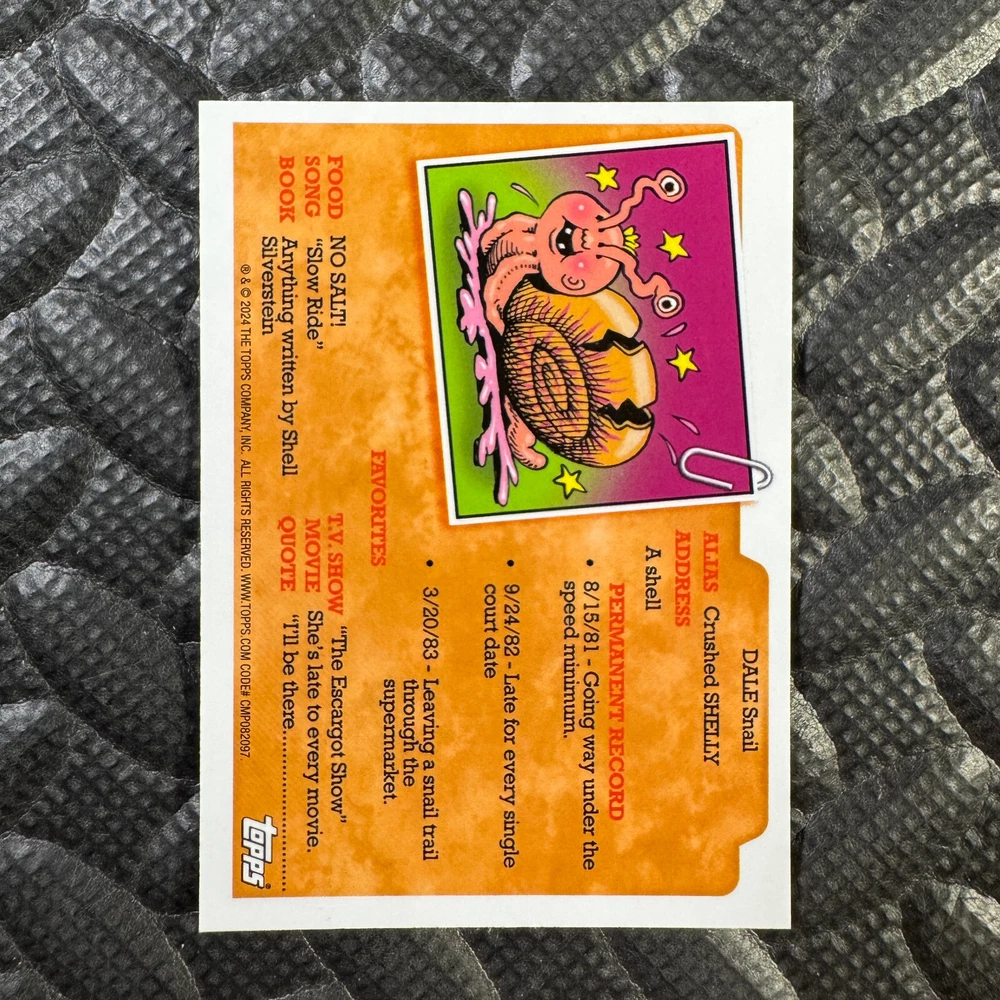 DALE Snail
ALIAS Crushed SHELLY
ADDRESS
A shell
PERMANENT RECORD
• 8/15/81 - Going way under the
speed minimum.
• 9/24/82 - Late for every single
court date
• 3/20/83 - Leaving a snail trail
through the
supermarket.
FAVORITES
FOOD NO SALT!
SONG "Slow Ride"
BOOK Anything written by Shell
Silverstein
T.V. SHOW "The Escargot Show"
MOVIE She's late to every movie.
QUOTE "I'll be there..............................
® & © 2024 THE TOPPS COMPANY, INC. ALL RIGHTS RESERVED. WWW.TOPPS.COM CODE# CMP082097.
topps®